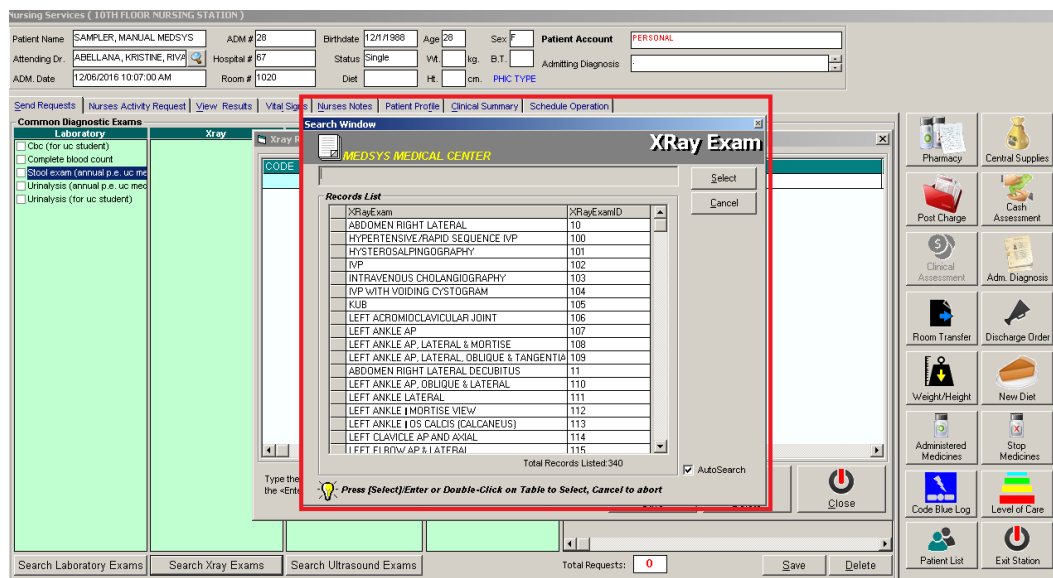 Nursing Services ( 10TH FLOOR NURSING STATION )
Patient Name SAMPLER, MANUAL MEDSYS ADM # 28 Birthdate 12/1/1988 Age 28 Sex F Patient Account PERSONAL
Attending Dr. ABELLANA, KRISTINE, RIVA Hospital # 67 Status Single Wt. kg. B.T. Admitting Diagnosis .
ADM. Date 12/06/2016 10:07:00 AM Room # 1020 Diet Ht. cm. PHIC TYPE
Send Requests Nurses Activity Request View Results Vital Signs Nurses Notes Patient Profile Clinical Summary Schedule Operation
Common Diagnostic Exams
Laboratory Xray
Cbc (for uc student)
Complete blood count
Stool exam (annual p.e. uc me
Urinalysis (annual p.e. uc med
Urinalysis (for uc student)
Xray R
CODE
Type the
the <Ente
Search Window
XRay Exam
MEDSYS MEDICAL CENTER
Select
Cancel
Records List
XRayExam XRayExamID
ABDOMEN RIGHT LATERAL 10
HYPERTENSIVE/RAPID SEQUENCE IVP 100
HYSTEROSALPINGOGRAPHY 101
IVP 102
INTRAVENOUS CHOLANGIOGRAPHY 103
IVP WITH VOIDING CYSTOGRAM 104
KUB 105
LEFT ACROMIOCLAVICULAR JOINT 106
LEFT ANKLE AP 107
LEFT ANKLE AP, LATERAL & MORTISE 108
LEFT ANKLE AP, LATERAL, OBLIQUE & TANGENTIA 109
ABDOMEN RIGHT LATERAL DECUBITUS 11
LEFT ANKLE AP, OBLIQUE & LATERAL 110
LEFT ANKLE LATERAL 111
LEFT ANKLE | MORTISE VIEW 112
LEFT ANKLE | OS CALCIS (CALCANEUS) 113
LEFT CLAVICLE AP AND AXIAL 114
LEFT ELBOW AP & LATERAL 115
Total Records Listed:340
AutoSearch
Press [Select]/Enter or Double-Click on Table to Select, Cancel to abort
Close
Pharmacy Central Supplies
Post Charge Cash Assessment
Clinical Assessment Adm. Diagnosis
Room Transfer Discharge Order
Weight/Height New Diet
Administered Medicines Stop Medicines
Code Blue Log Level of Care
Patient List Exit Station
Search Laboratory Exams Search Xray Exams Search Ultrasound Exams Total Requests: 0 Save Delete